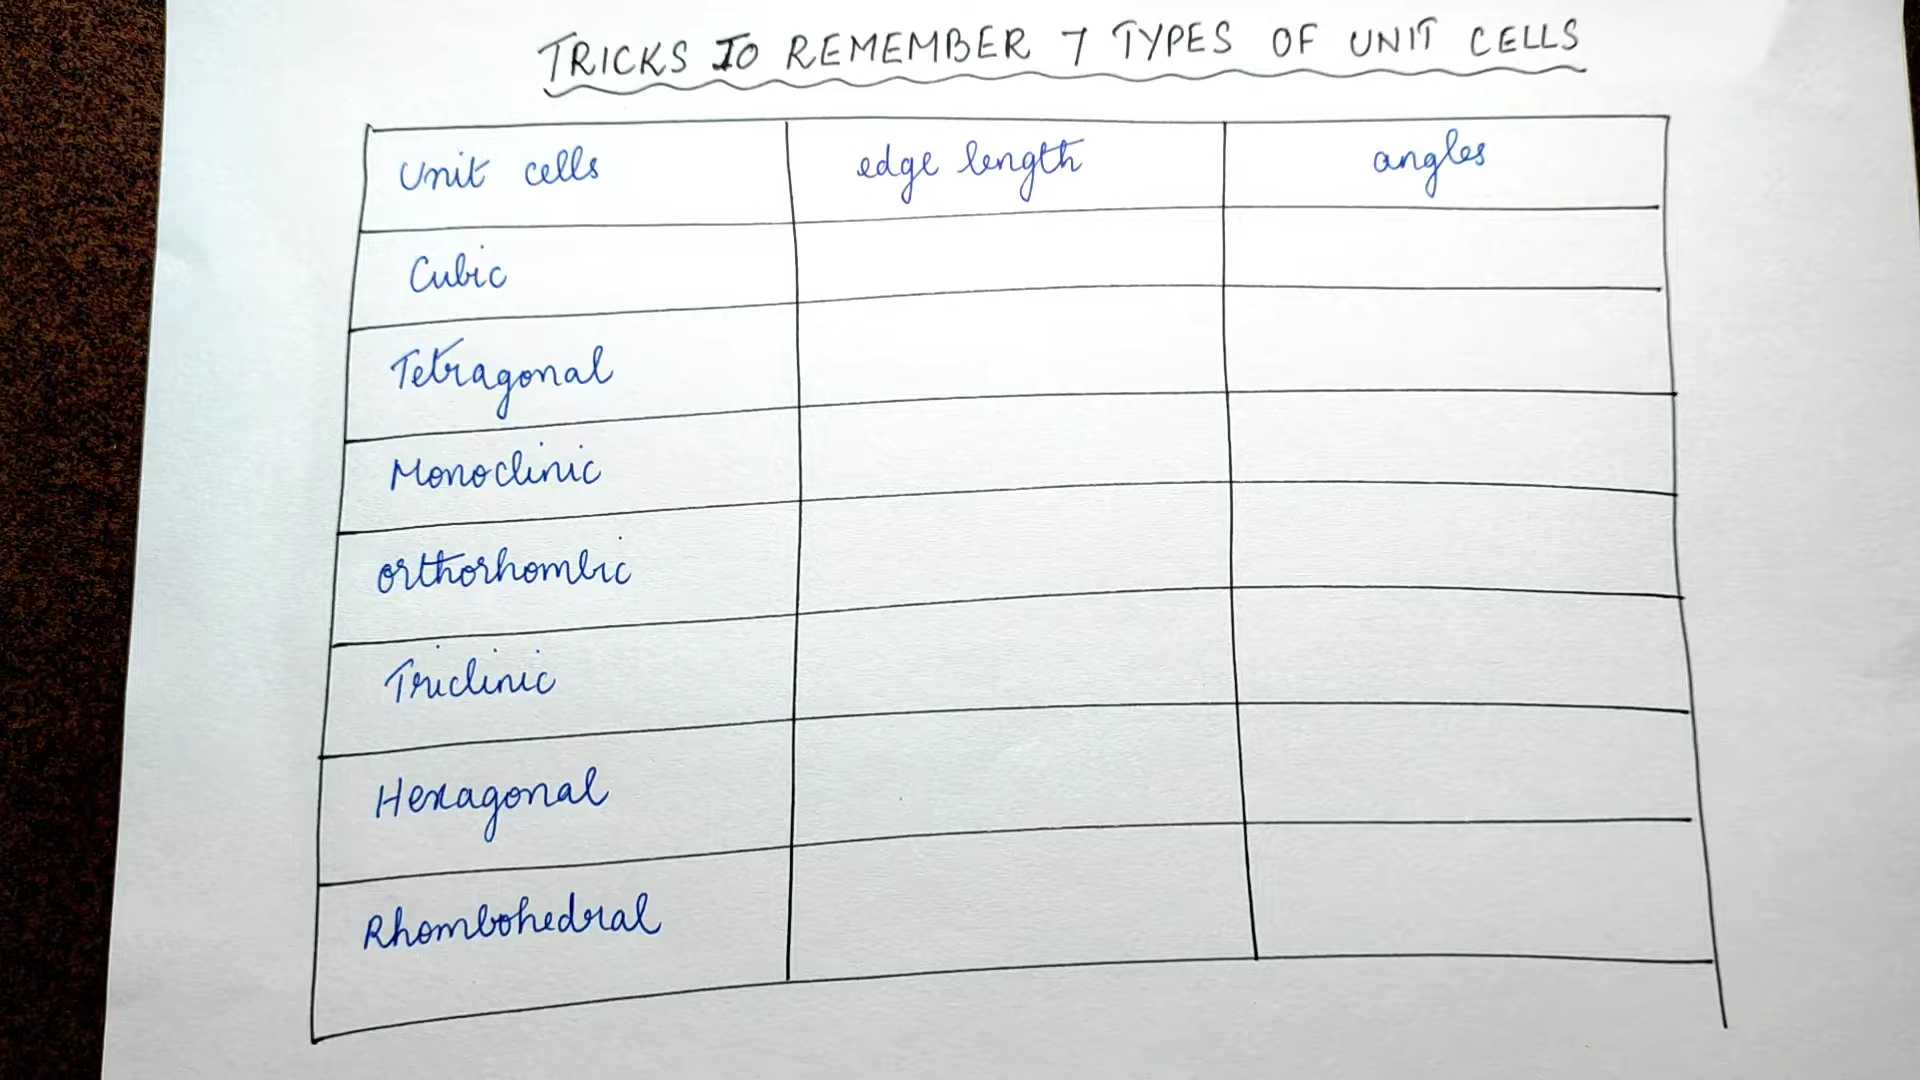 TRICKS TO REMEMBER 7 TYPES OF UNIT CELLS
Unit cells edge length angles
Cubic
Tetragonal
Monoclinic
orthorhombic
Triclinic
Hexagonal
Rhombohedral